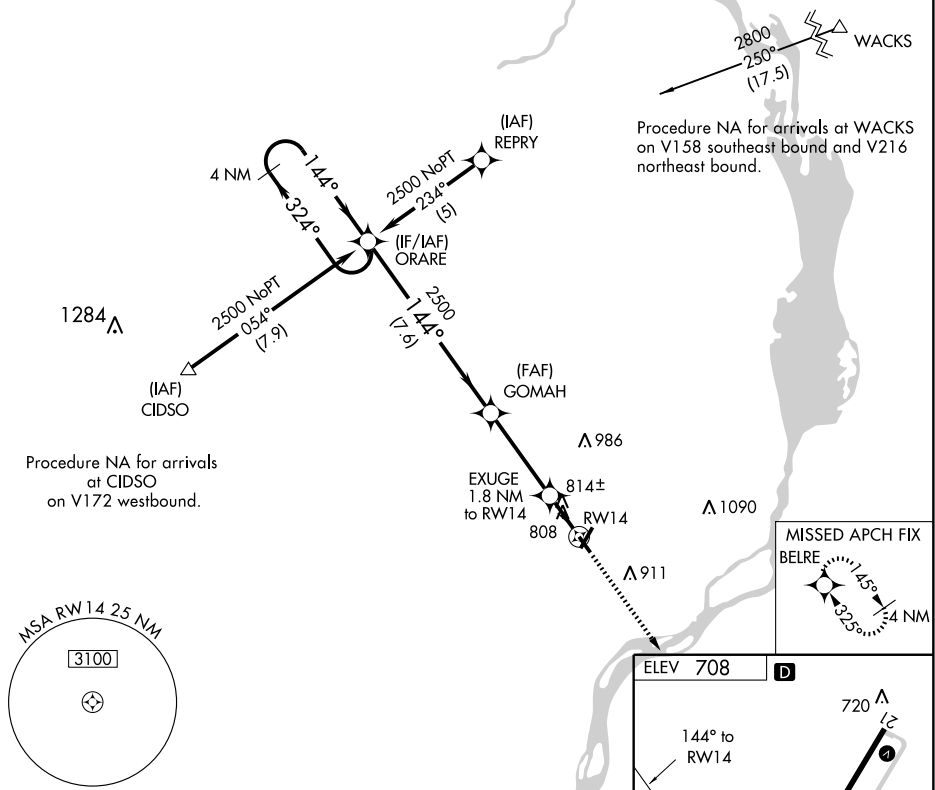 2800
250°
(17.5)
WACKS
Procedure NA for arrivals at WACKS
on V158 southeast bound and V216
northeast bound.
(IAF)
REPRY
2500 NoPT
234°
(5)
4 NM
144°
324°
(IF/IAF)
ORARE
2500 NoPT
054°
(7.9)
1284
(IAF)
CIDSO
Procedure NA for arrivals
at CIDSO
on V172 westbound.
2500
144°
(7.6)
(FAF)
GOMAH
986
EXUGE
1.8 NM
to RW14
814±
808
RW14
1090
911
MISSED APCH FIX
BELRE
145°
325°
4 NM
MSA RW14 25 NM
3100
ELEV 708
D
720
21
144° to
RW14